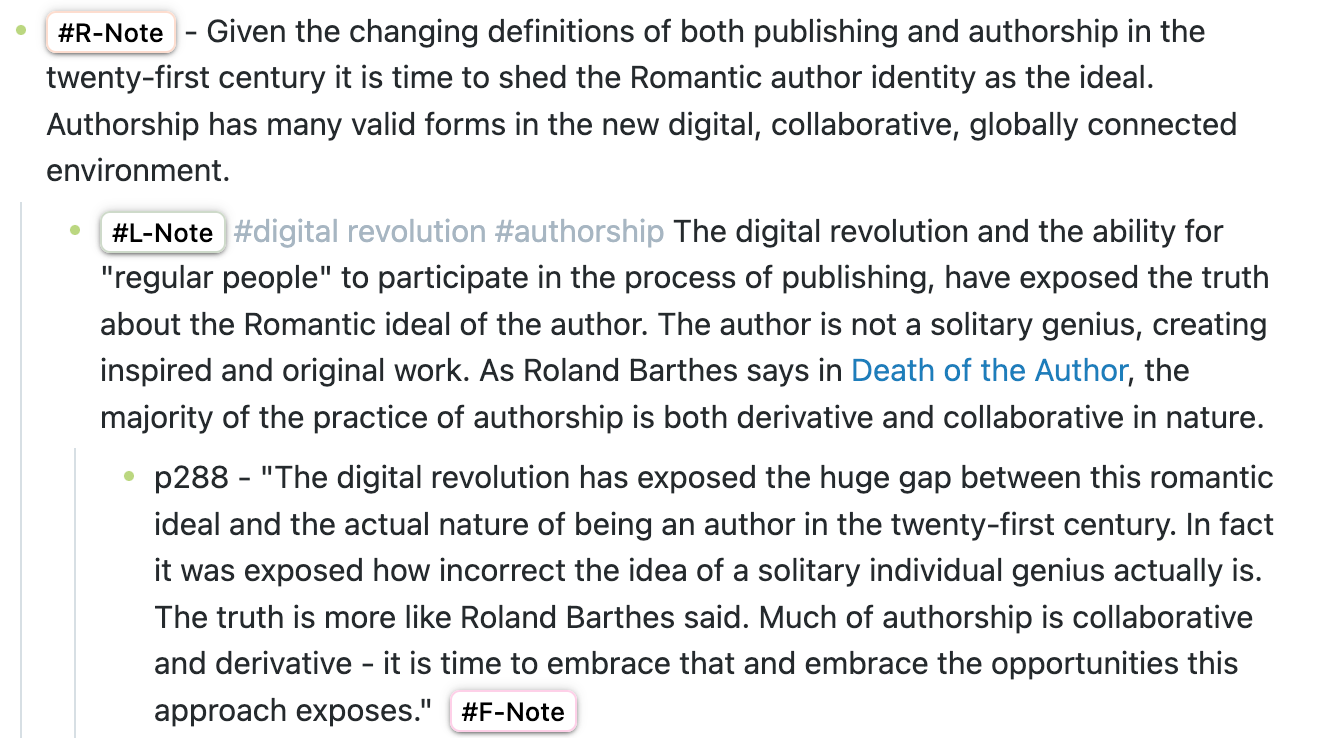 #R-Note - Given the changing definitions of both publishing and authorship in the
twenty-first century it is time to shed the Romantic author identity as the ideal.
Authorship has many valid forms in the new digital, collaborative, globally connected
environment.
#L-Note #digital revolution #authorship The digital revolution and the ability for
"regular people" to participate in the process of publishing, have exposed the truth
about the Romantic ideal of the author. The author is not a solitary genius, creating
inspired and original work. As Roland Barthes says in Death of the Author, the
majority of the practice of authorship is both derivative and collaborative in nature.
p288 - "The digital revolution has exposed the huge gap between this romantic
ideal and the actual nature of being an author in the twenty-first century. In fact
it was exposed how incorrect the idea of a solitary individual genius actually is.
The truth is more like Roland Barthes said. Much of authorship is collaborative
and derivative - it is time to embrace that and embrace the opportunities this
approach exposes." #F-Note